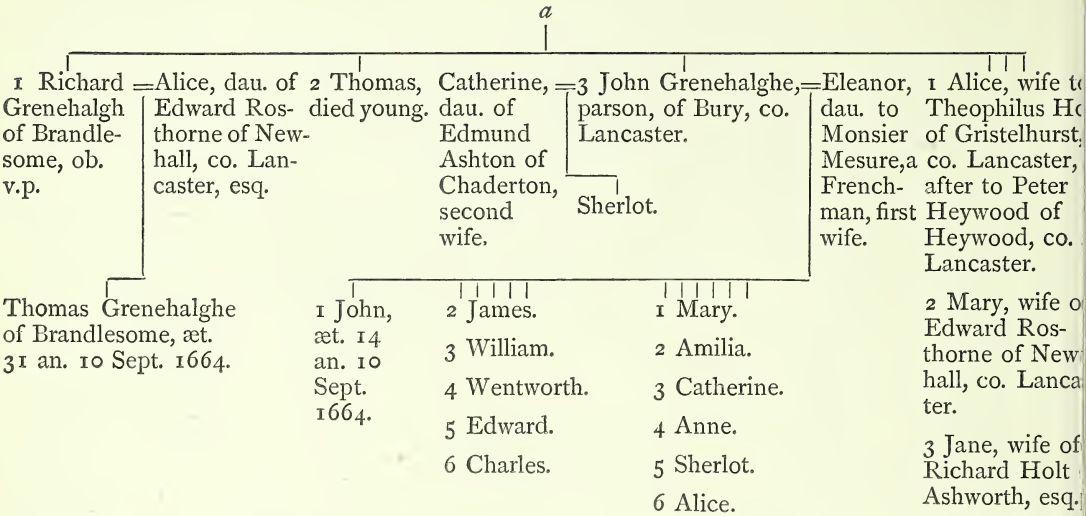 a
1 Richard
Grenehalgh
of Brandle-
some, ob.
v.p.
=Alice, dau. of
Edward Ros-
thorne of New-
hall, co. Lan-
caster, esq.
2 Thomas,
died young.
Catherine,
dau. of
Edmund
Ashton of
Chaderton,
second
wife.
=3 John Grenehalghe,=
parson, of Bury, co.
Lancaster.
Sherlot.
Eleanor,
dau. to
Monsier
Mesure, a
French-
man, first
wife.
1 Alice, wife
Theophilus
of Gristelhurst,
co. Lancaster,
after to Peter
Heywood of
Heywood, co.
Lancaster.
2 Mary, wife
Edward Ros-
thorne of New
hall, co.
ter.
3 Jane, wife of
Richard Holt
Ashworth, esq.
Thomas Grenehalghe
of Brandlesome, æt.
31 an. 10 Sept. 1664.
1 John,
æt. 14
an. 10
Sept.
1664.
2 James.
3 William.
4 Wentworth.
5 Edward.
6 Charles.
1 Mary.
2 Amilia.
3 Catherine.
4 Anne.
5 Sherlot.
6 Alice.